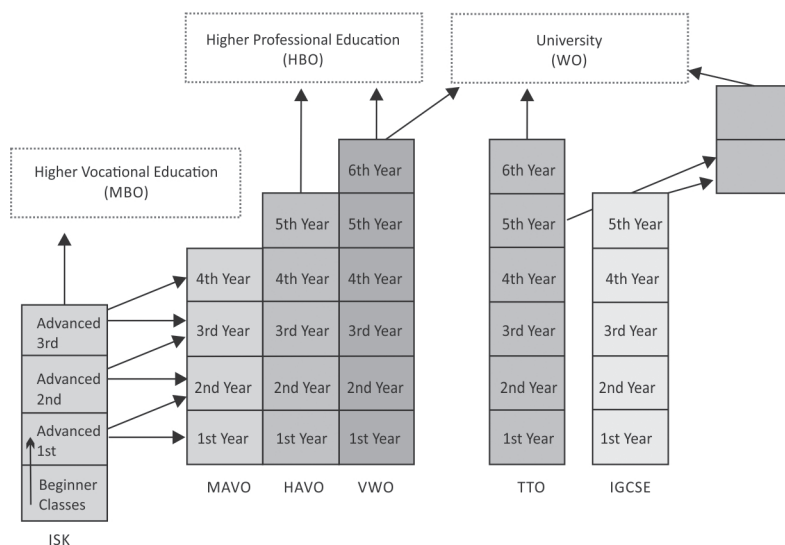 Higher Professional Education
(HBO)
University
(WO)
Higher Vocational Education
(MBO)
Advanced
3rd
Advanced
2nd
Advanced
1st
Beginner
Classes
ISK
4th Year
3rd Year
2nd Year
1st Year
MAVO
5th Year
4th Year
3rd Year
2nd Year
1st Year
HAVO
6th Year
5th Year
4th Year
3rd Year
2nd Year
1st Year
VWO
6th Year
5th Year
4th Year
3rd Year
2nd Year
1st Year
TTO
5th Year
4th Year
3rd Year
2nd Year
1st Year
IGCSE